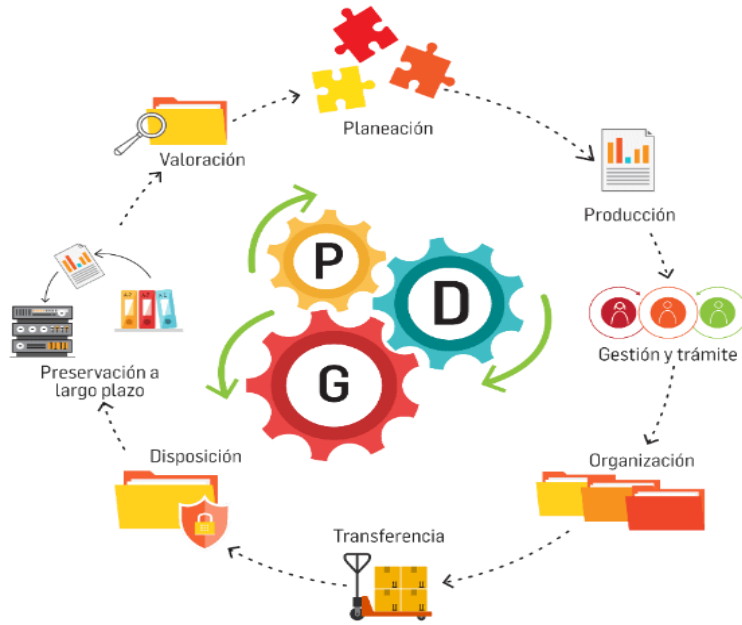 Planeación
Producción
Gestión y trámite
Organización
Transferencia
Disposición
Preservación a
largo plazo
Valoración
P
D
G